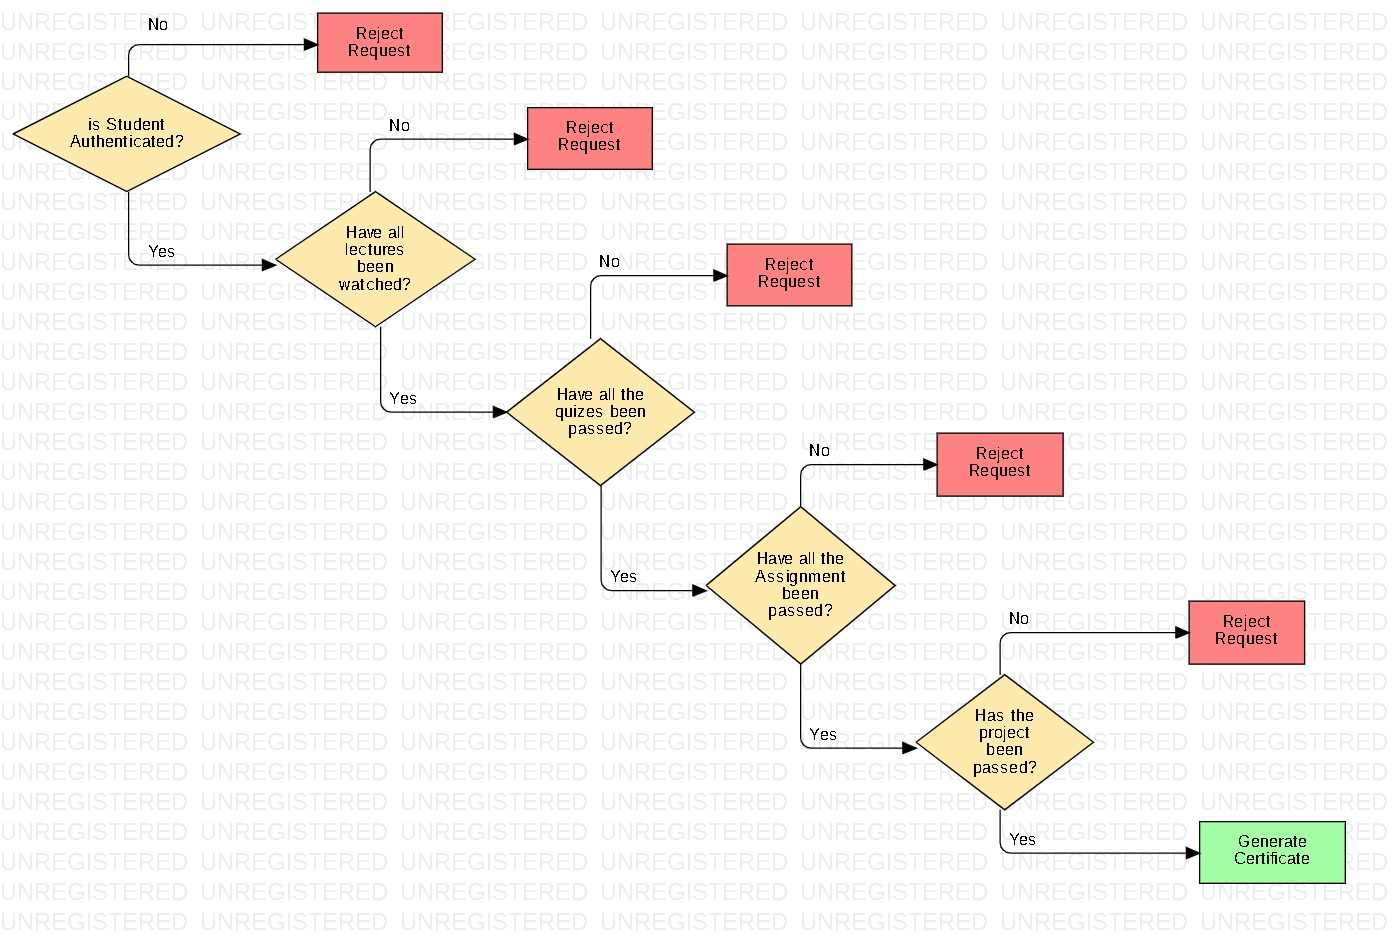 No
Reject
Request
is Student
Authenticated?
Yes
No
Reject
Request
Have all
lectures
been
watched?
Yes
No
Reject
Request
Have all the
quizes been
passed?
Yes
No
Reject
Request
Have all the
Assignment
been
passed?
Yes
No
Reject
Request
Has the
project
been
passed?
Yes
Generate
Certificate
UNREGISTERED